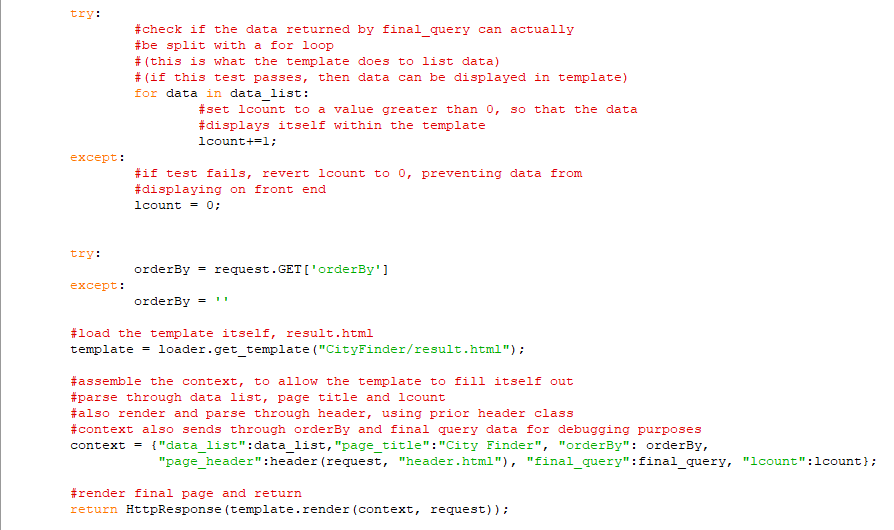 try:
#check if the data returned by final_query can actually
#be split with a for loop
#(this is what the template does to list data)
#(if this test passes, then data can be displayed in template)
for data in data_list:
#set lcount to a value greater than 0, so that the data
#displays itself within the template
lcount+=1;
except:
#if test fails, revert lcount to 0, preventing data from
#displaying on front end
lcount = 0;
try:
orderBy = request.GET['orderBy']
except:
orderBy = ''
#load the template itself, result.html
template = loader.get_template("CityFinder/result.html");
#assemble the context, to allow the template to fill itself out
#parse through data list, page title and lcount
#also render and parse through header, using prior header class
#context also sends through orderBy and final query data for debugging purposes
context = {"data_list":data_list,"page_title":"City Finder", "orderBy": orderBy,
"page_header":header(request, "header.html"), "final_query":final_query, "lcount":lcount};
#render final page and return
return HttpResponse(template.render(context, request));